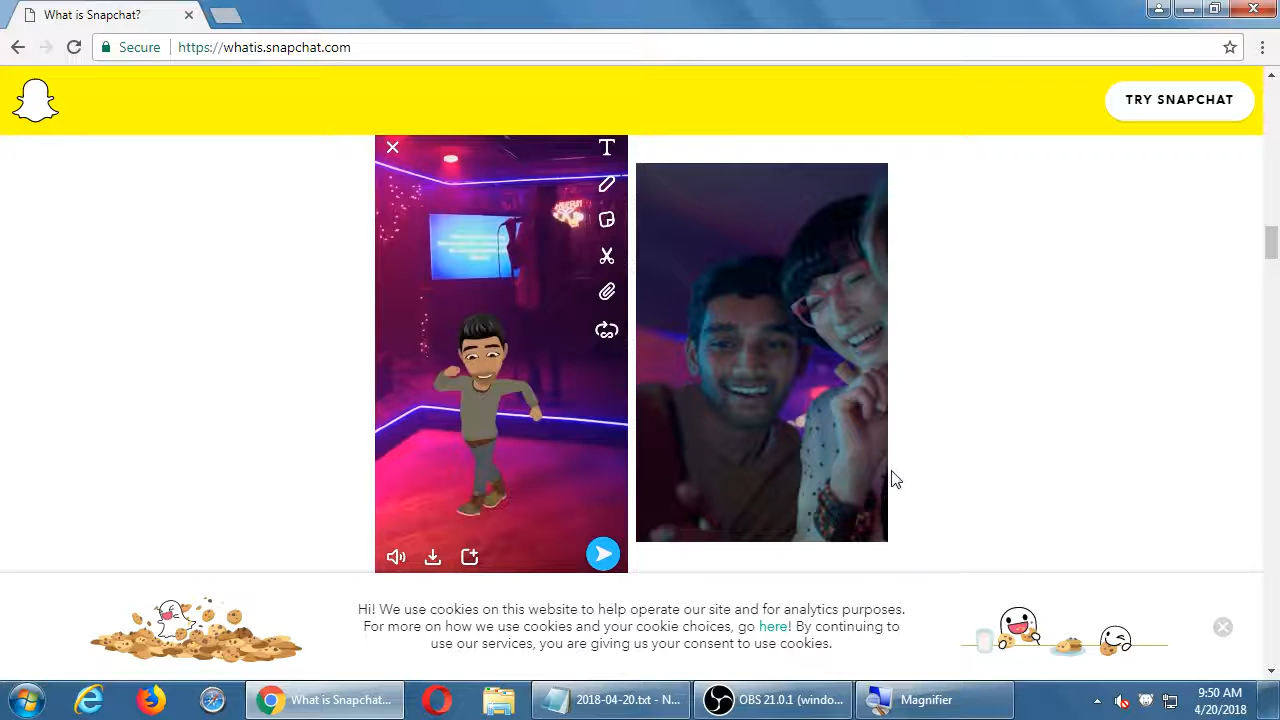 What is Snapchat?
Secure
https://whatis.snapchat.com
TRY SNAPCHAT
T
Hi! We use cookies on this website to help operate our site and for analytics purposes.
For more on how we use cookies and your cookie choices, go here! By continuing to
use our services, you are giving us your consent to use cookies.
What is Snapchat...
2018-04-20.txt - N...
OBS 21.0.1 (windo...
Magnifier
9:50 AM
4/20/2018